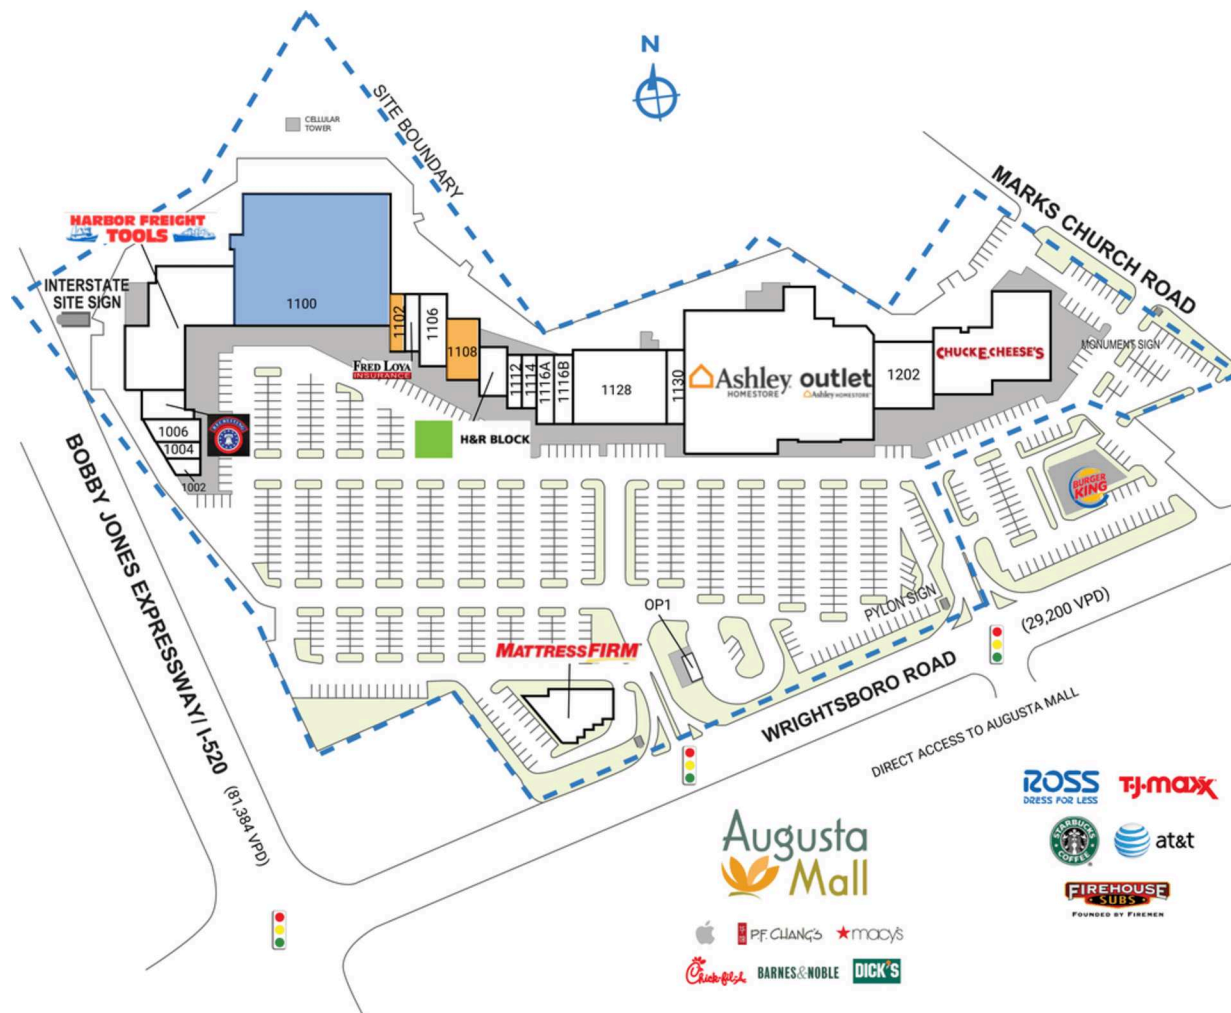 N
CELLULAR
TOWER
SITE BOUNDARY
MARKS CHURCH ROAD
HARBOR FREIGHT
TOOLS
INTERSTATE
SITE SIGN
1100
1102
1106
1108
FRED LOYA
INSURANCE
1112
1114
1116A
1116B
1128
1130
Ashley
HOMESTORE
outlet
Ashley HOMESTORE
1202
CHUCK E. CHEESE'S
MONUMENT SIGN
RECRUITING
1006
1004
1002
H&R BLOCK
BURGER
KING
BOBBY JONES EXPRESSWAY/ I-520
(81,384 VPD)
OP1
PYLON SIGN
MATTRESSFIRM
WRIGHTSBORO ROAD
(29,200 VPD)
DIRECT ACCESS TO AUGUSTA MALL
Augusta
Mall
P.F. CHANG'S
macy's
Chick-fil-A
BARNES&NOBLE
DICK'S
ROSS
DRESS FOR LESS
T.J.maxx
STARBUCKS
COFFEE
at&t
FIREHOUSE
SUBS
FOUNDED BY FIREMEN